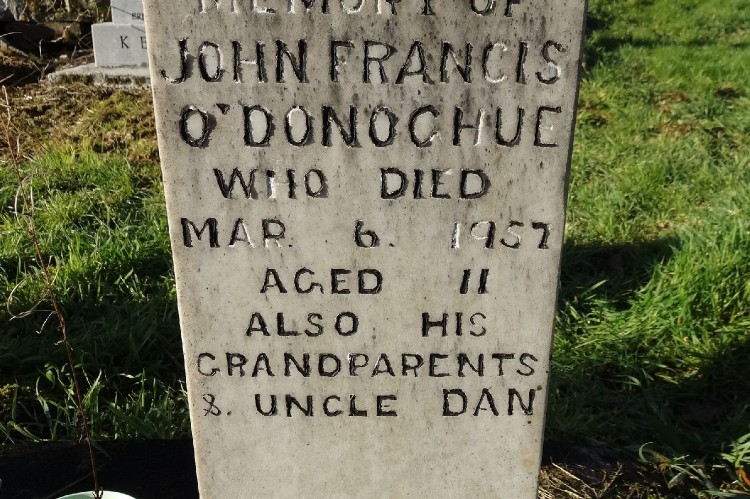 MEMORY OF
JOHN FRANCIS
O'DONOCHUE
WHO DIED
MAR. 6. 1957
AGED 11
ALSO HIS
GRANDPARENTS
&. UNCLE DAN